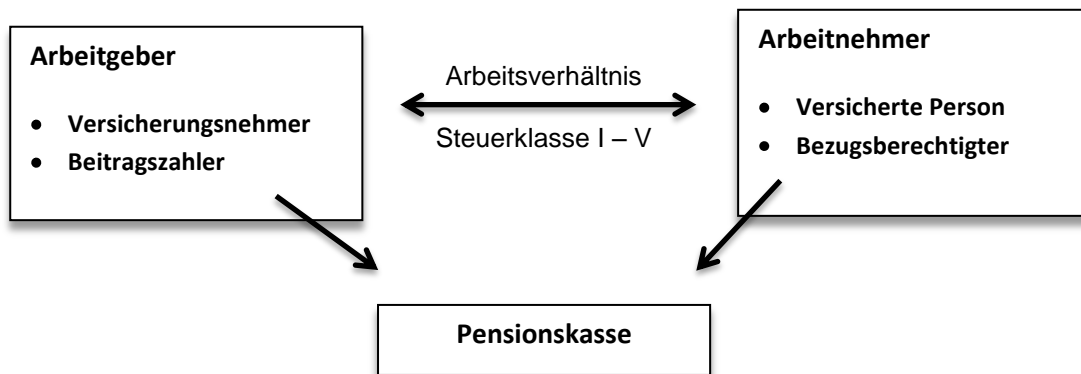 Arbeitgeber
• Versicherungsnehmer
• Beitragszahler
Arbeitsverhältnis
Steuerklasse I – V
Arbeitnehmer
• Versicherte Person
• Bezugsberechtigter
Pensionskasse